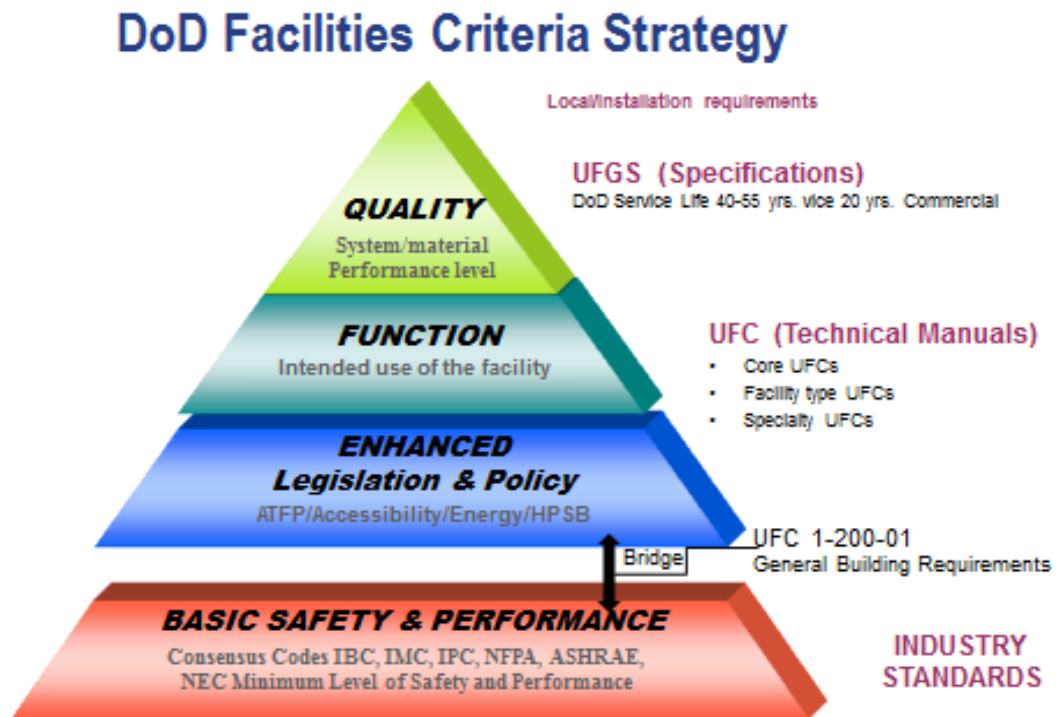 DoD Facilities Criteria Strategy
Local/Installation requirements
UFGS (Specifications)
DoD Service Life 40-55 yrs. vice 20 yrs. Commercial
QUALITY
System/material
Performance level
FUNCTION
Intended use of the facility
UFC (Technical Manuals)
• Core UFCs
• Facility type UFCs
• Specialty UFCs
ENHANCED
Legislation & Policy
ATFP/Accessibility/Energy/HPSB
Bridge
UFC 1-200-01
General Building Requirements
BASIC SAFETY & PERFORMANCE
Consensus Codes IBC, IMC, IPC, NFPA, ASHRAE,
NEC Minimum Level of Safety and Performance
INDUSTRY
STANDARDS